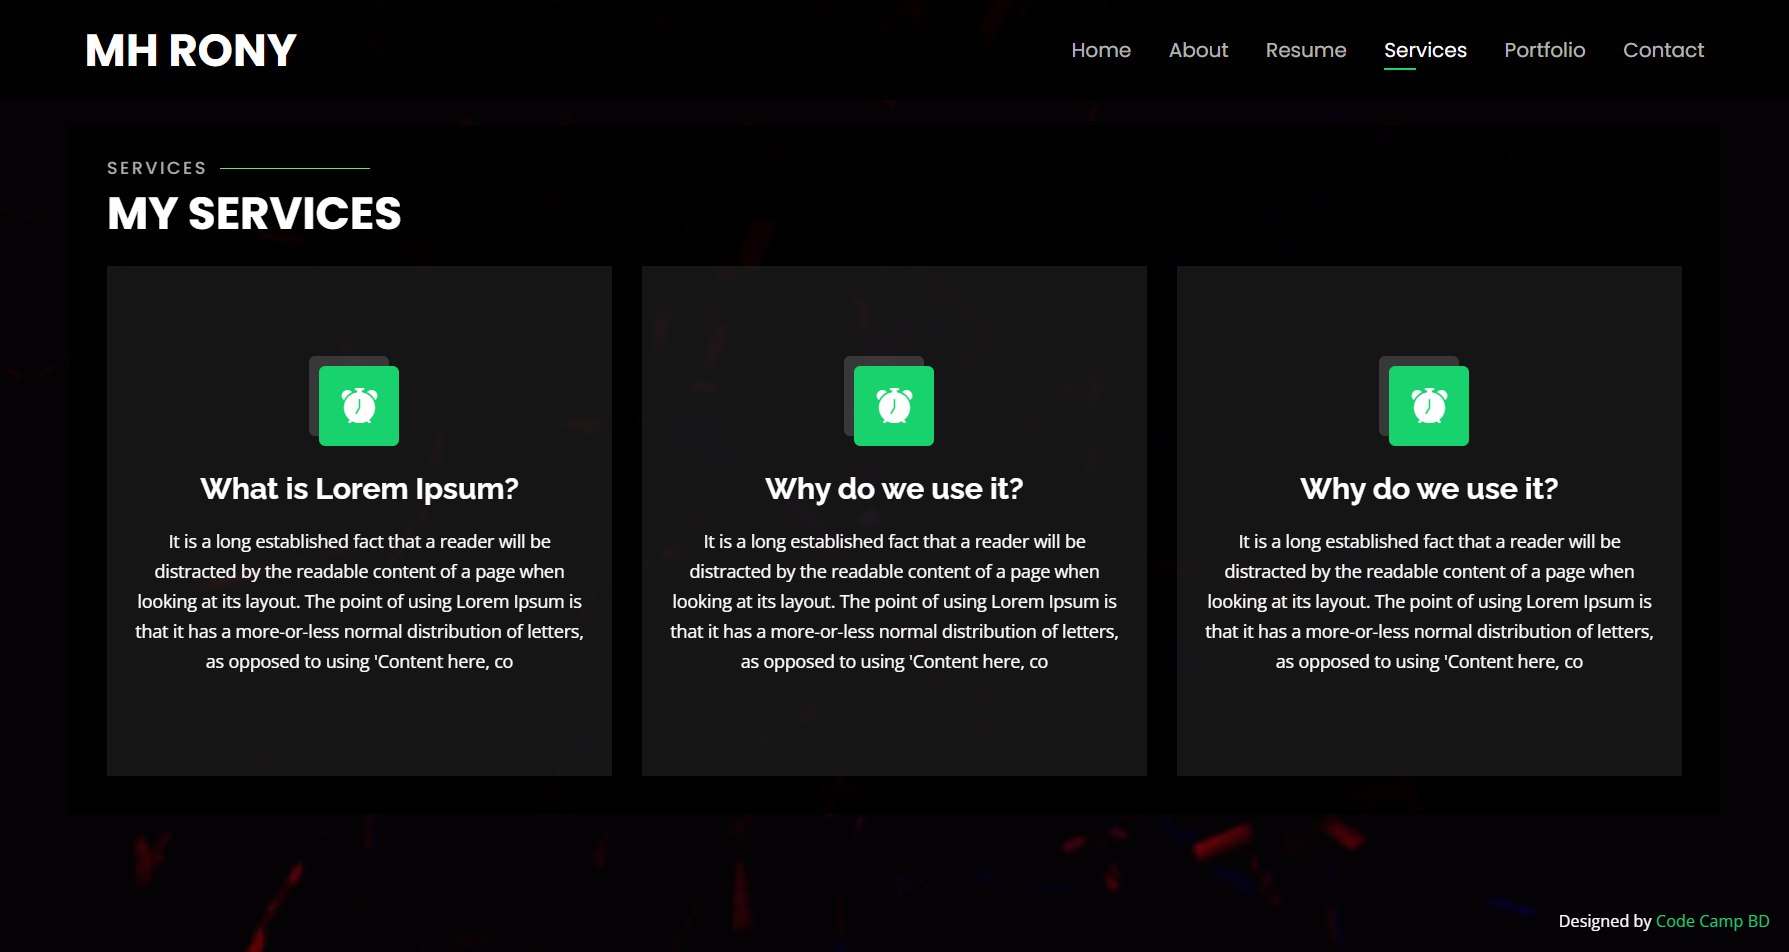 MH RONY
Home About Resume Services Portfolio Contact
SERVICES
MY SERVICES
What is Lorem Ipsum?
It is a long established fact that a reader will be
distracted by the readable content of a page when
looking at its layout. The point of using Lorem Ipsum is
that it has a more-or-less normal distribution of letters,
as opposed to using 'Content here, co
Why do we use it?
It is a long established fact that a reader will be
distracted by the readable content of a page when
looking at its layout. The point of using Lorem Ipsum is
that it has a more-or-less normal distribution of letters,
as opposed to using 'Content here, co
Why do we use it?
It is a long established fact that a reader will be
distracted by the readable content of a page when
looking at its layout. The point of using Lorem Ipsum is
that it has a more-or-less normal distribution of letters,
as opposed to using 'Content here, co
Designed by Code Camp BD